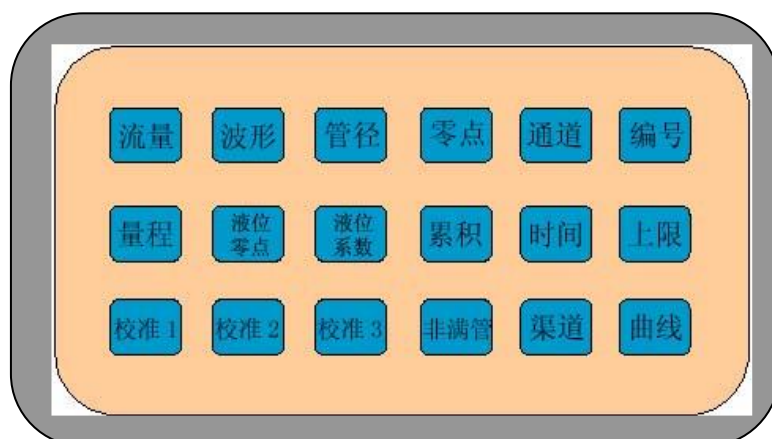 流量 波形 管径 零点 通道 编号
量程 液位零点 液位系数 累积 时间 上限
校准1 校准2 校准3 非满管 渠道 曲线